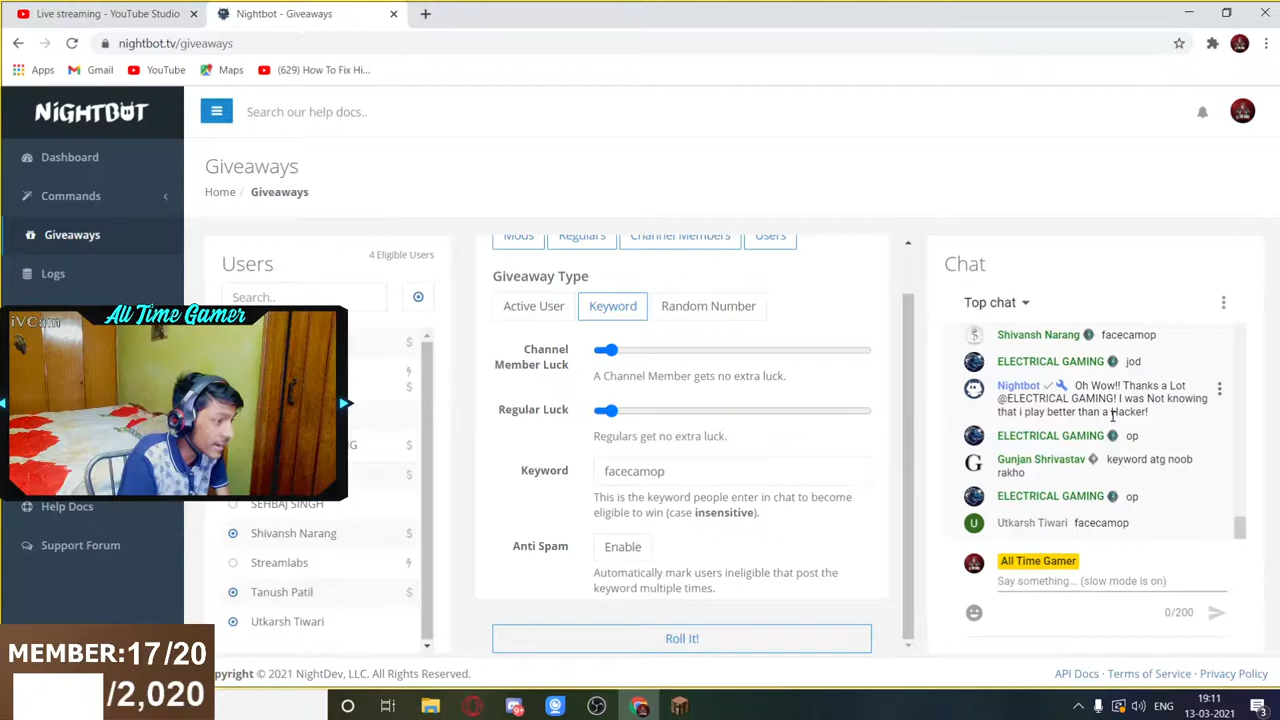 Live streaming - YouTube Studio
Nightbot - Giveaways
nightbot.tv/giveaways
Apps
Gmail
YouTube
Maps
(629) How To Fix Hi...
NiGHTBOT
Search our help docs..
Dashboard
Commands
Giveaways
Logs
Help Docs
Support Forum
Giveaways
Home / Giveaways
Users
4 Eligible Users
Search..
G
SEHBAJ SINGH
Shivansh Narang
Streamlabs
Tanush Patil
Utkarsh Tiwari
Mods
Regulars
Channel Members
Users
Giveaway Type
Active User
Keyword
Random Number
Channel
Member Luck
A Channel Member gets no extra luck.
Regular Luck
Regulars get no extra luck.
Keyword
facecamop
This is the keyword people enter in chat to become
eligible to win (case insensitive).
Anti Spam
Enable
Automatically mark users ineligible that post the
keyword multiple times.
Roll It!
Chat
Top chat
Shivansh Narang facecamop
ELECTRICAL GAMING jod
Nightbot Oh Wow!! Thanks a Lot
@ELECTRICAL GAMING! I was Not knowing
that i play better than a Hacker!
ELECTRICAL GAMING op
Gunjan Shrivastav keyword atg noob
rakho
ELECTRICAL GAMING op
U Utkarsh Tiwari facecamop
All Time Gamer
Say something... (slow mode is on)
0/200
iVCam
All Time Gamer
MEMBER:17/20
/2,020
pyright © 2021 NightDev, LLC. All Rights Reserved.
API Docs - Terms of Service - Privacy Policy
ENG
19:11
13-03-2021
3